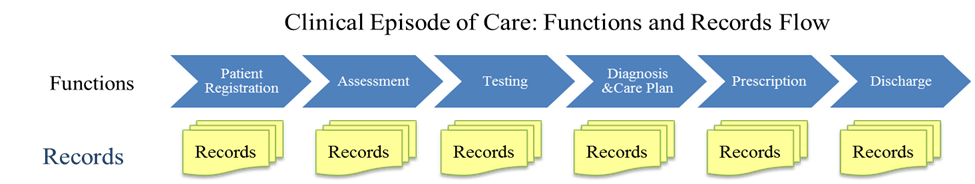 Clinical Episode of Care: Functions and Records Flow
Functions
Patient
Registration
Assessment
Testing
Diagnosis
&Care Plan
Prescription
Discharge
Records
Records
Records
Records
Records
Records
Records